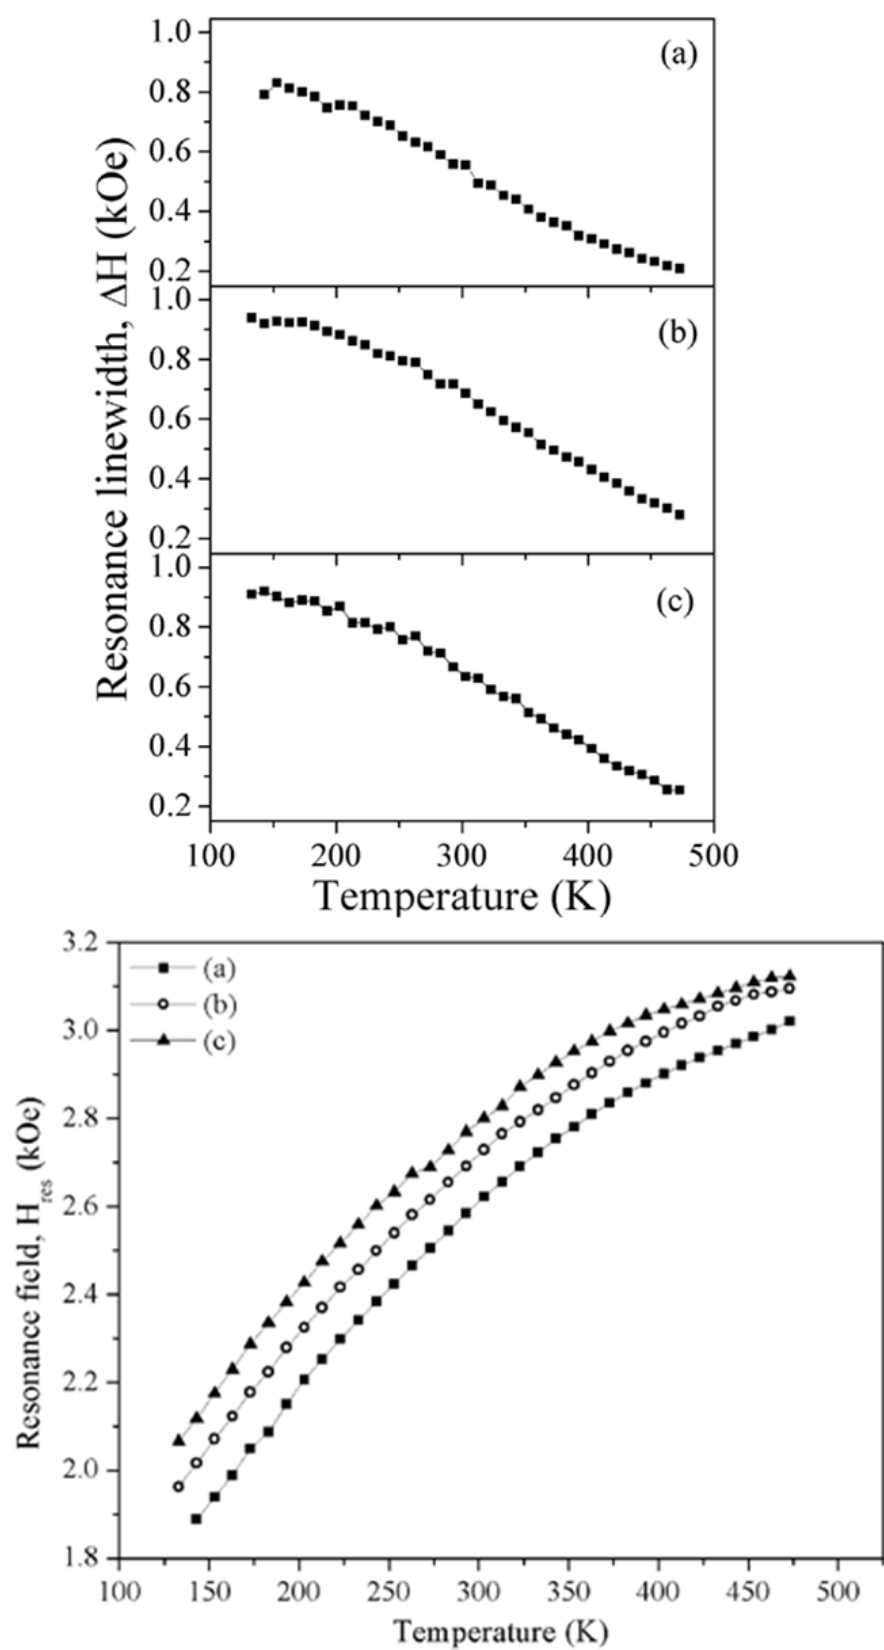 1.0
(a)
0.8
0.6
0.4
0.2
1.0
(b)
0.8
0.6
0.4
0.2
1.0
(c)
0.8
0.6
0.4
0.2
Resonance linewidth, ΔH (kOe)
100 200 300 400 500
Temperature (K)
3.2
(a)
(b)
(c)
3.0
2.8
2.6
2.4
2.2
2.0
1.8
Resonance field, Hres (kOe)
100 150 200 250 300 350 400 450 500
Temperature (K)